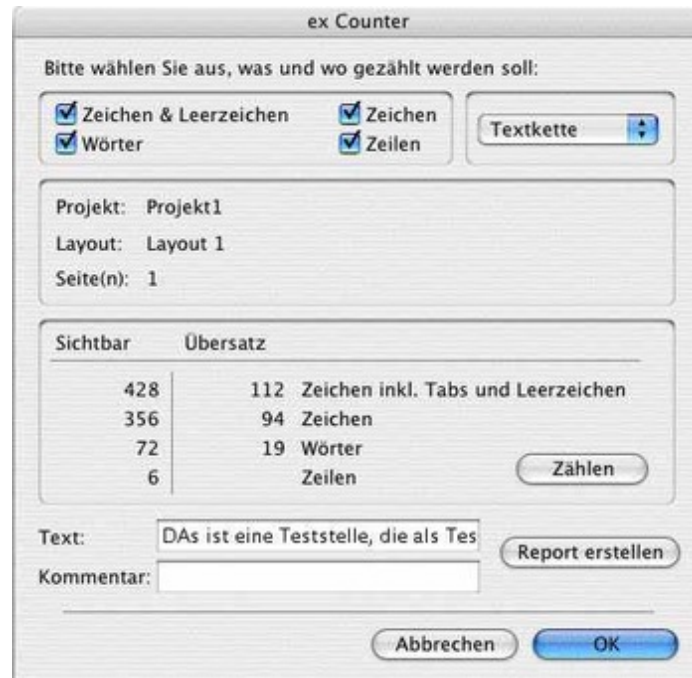 ex Counter
Bitte wählen Sie aus, was und wo gezählt werden soll:
Zeichen & Leerzeichen Zeichen Textkette
Wörter Zeilen
Projekt: Projekt1
Layout: Layout 1
Seite(n): 1
Sichtbar Übersatz
428 112 Zeichen inkl. Tabs und Leerzeichen
356 94 Zeichen
72 19 Wörter
6 Zeilen Zählen
Text: DAs ist eine Teststelle, die als Tes
Report erstellen
Kommentar:
Abbrechen OK